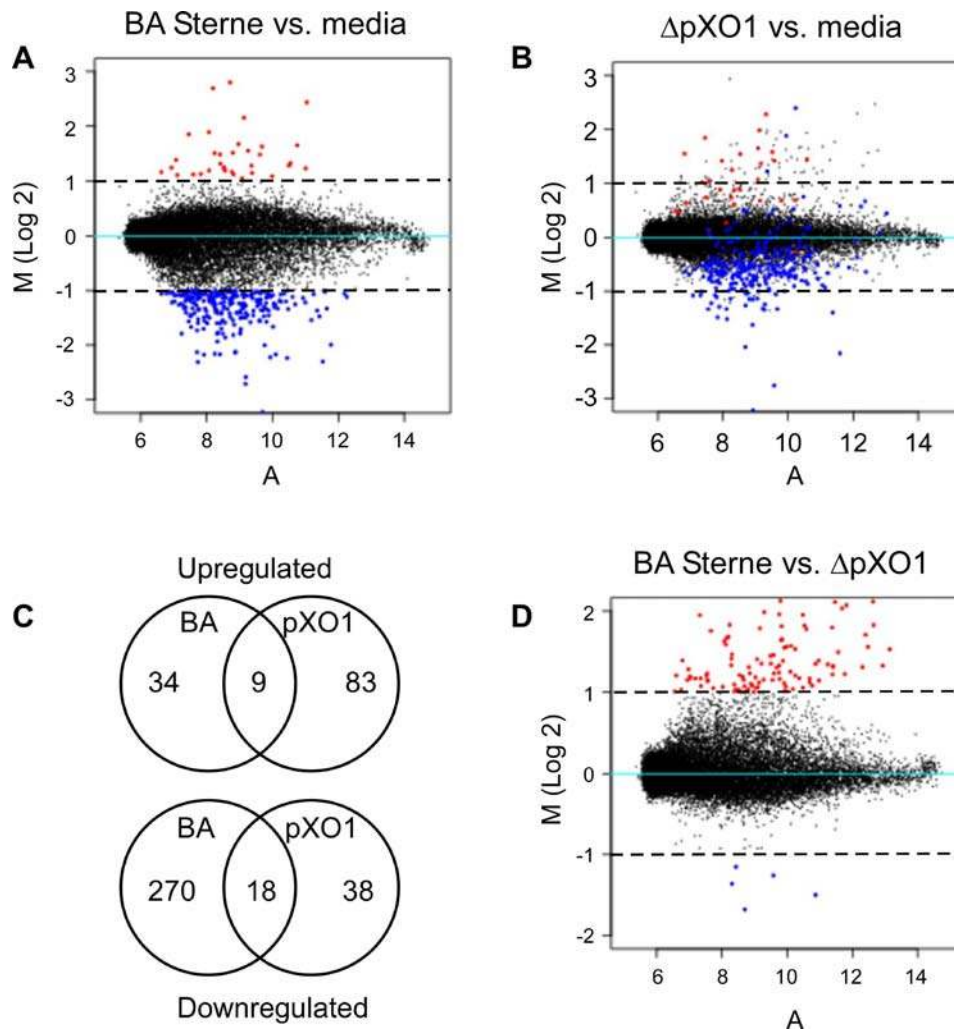 BA Sterne vs. media
A
3
2
1
0
-1
-2
-3
M (Log 2)
6 8 10 12 14
A
ΔpXO1 vs. media
B
3
2
1
0
-1
-2
-3
M (Log 2)
6 8 10 12 14
A
C
Upregulated
BA pXO1
34 9 83
BA pXO1
270 18 38
Downregulated
BA Sterne vs. ΔpXO1
D
2
1
0
-1
-2
M (Log 2)
6 8 10 12 14
A